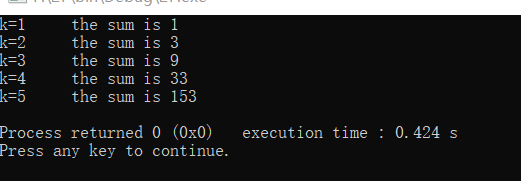 k=1     the sum is 1
k=2     the sum is 3
k=3     the sum is 9
k=4     the sum is 33
k=5     the sum is 153
Process returned 0 (0x0)   execution time : 0.424 s
Press any key to continue.